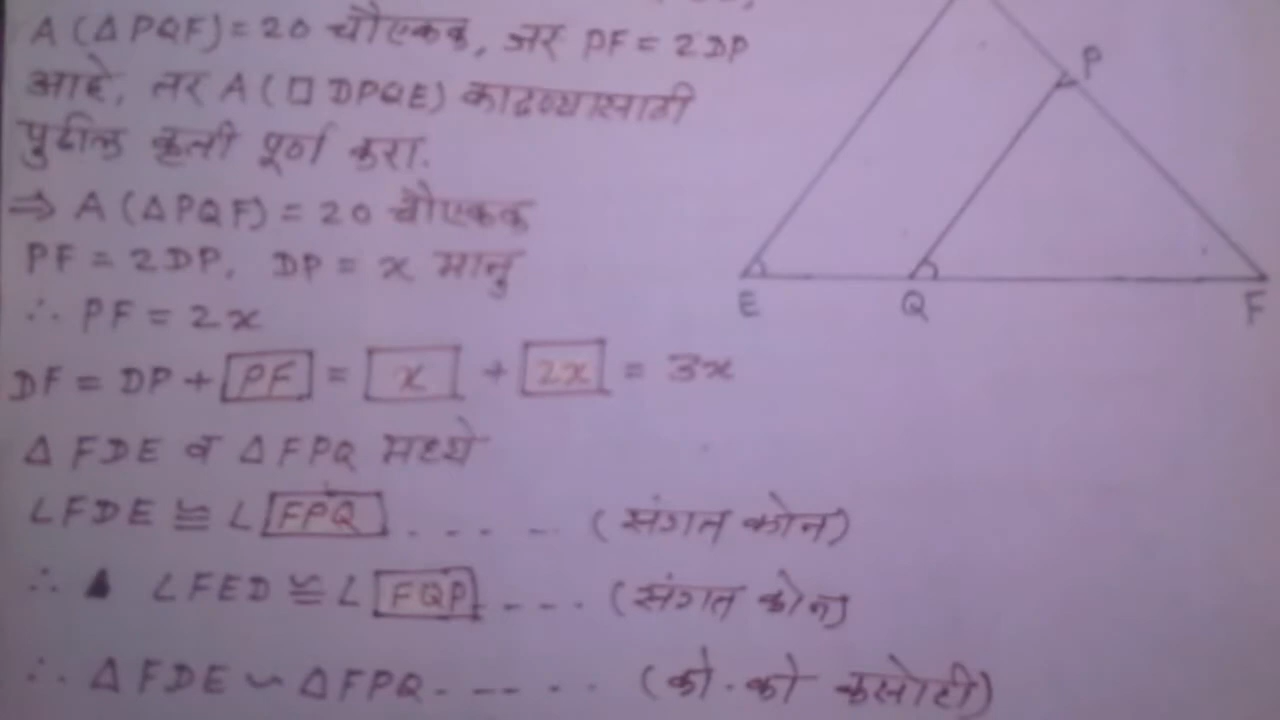 A (△PQF) = 20 चौएकक, जर PF = 2DP
आहे, तर A (□ DPQE) काढण्यासाठी
पुढील कृती पूर्ण करा.
⇒ A (△PQF) = 20 चौएकक
PF = 2DP, DP = x मानु
∴ PF = 2x
DF = DP + PF = x + 2x = 3x
△ FDE व △ FPQ मध्ये
∠FDE ≅ ∠ FPQ . . . . - (संगत कोन)
∴ ▲ ∠FED ≅ ∠ FQP - - - . (संगत कोन)
∴ △FDE ∽ △FPQ - - - - . . (को. को कसोटी)
P
E
Q
F